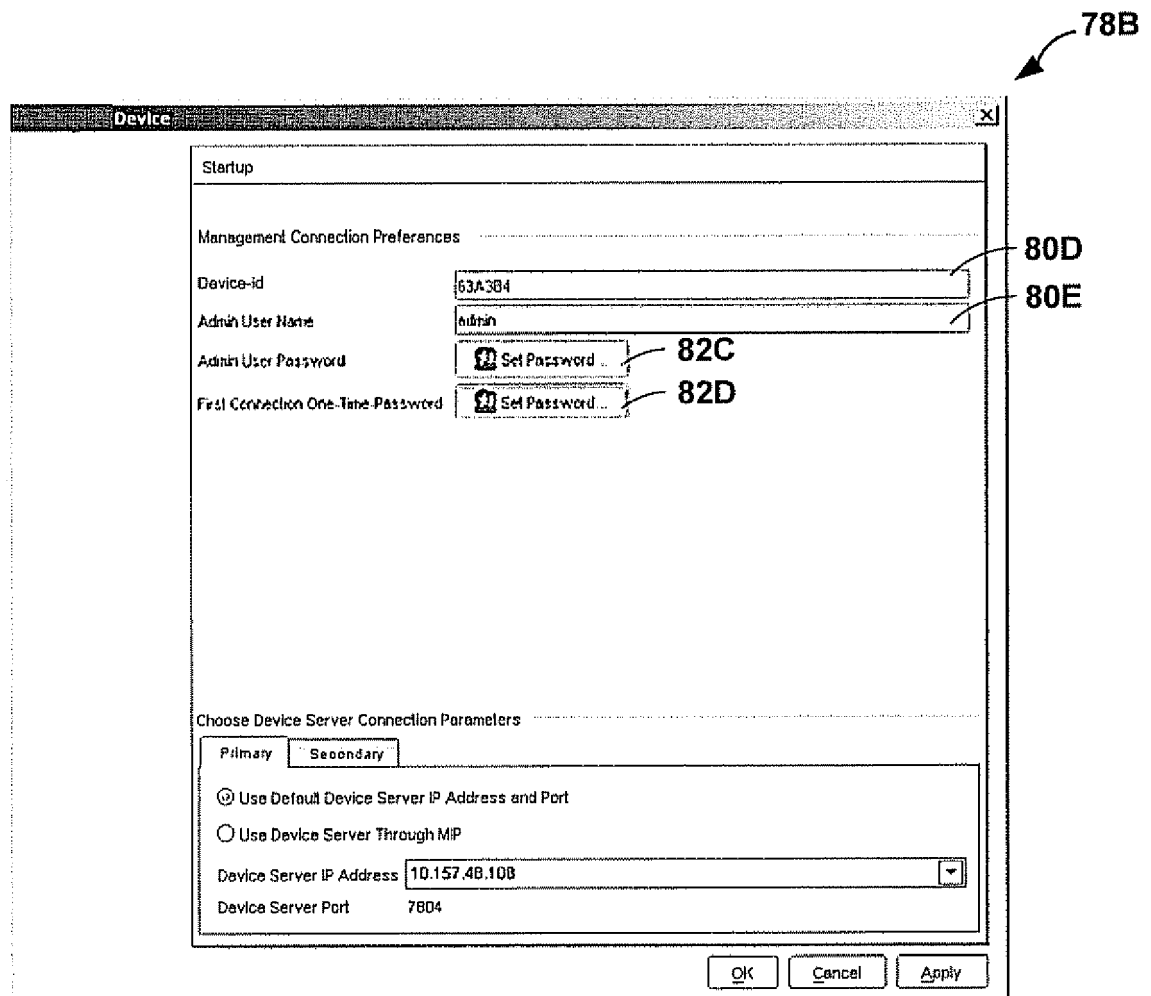 78B
Device
Startup
Management Connection Preferences
80D
Device-id 63A3B4
80E
Admin User Name admin
Admin User Password Set Password... 82C
First Connection One-Time-Password Set Password... 82D
Choose Device Server Connection Parameters
Primary Secondary
Use Default Device Server IP Address and Port
Use Device Server Through MIP
Device Server IP Address 10.157.48.108
Device Server Port 7804
OK Cancel Apply